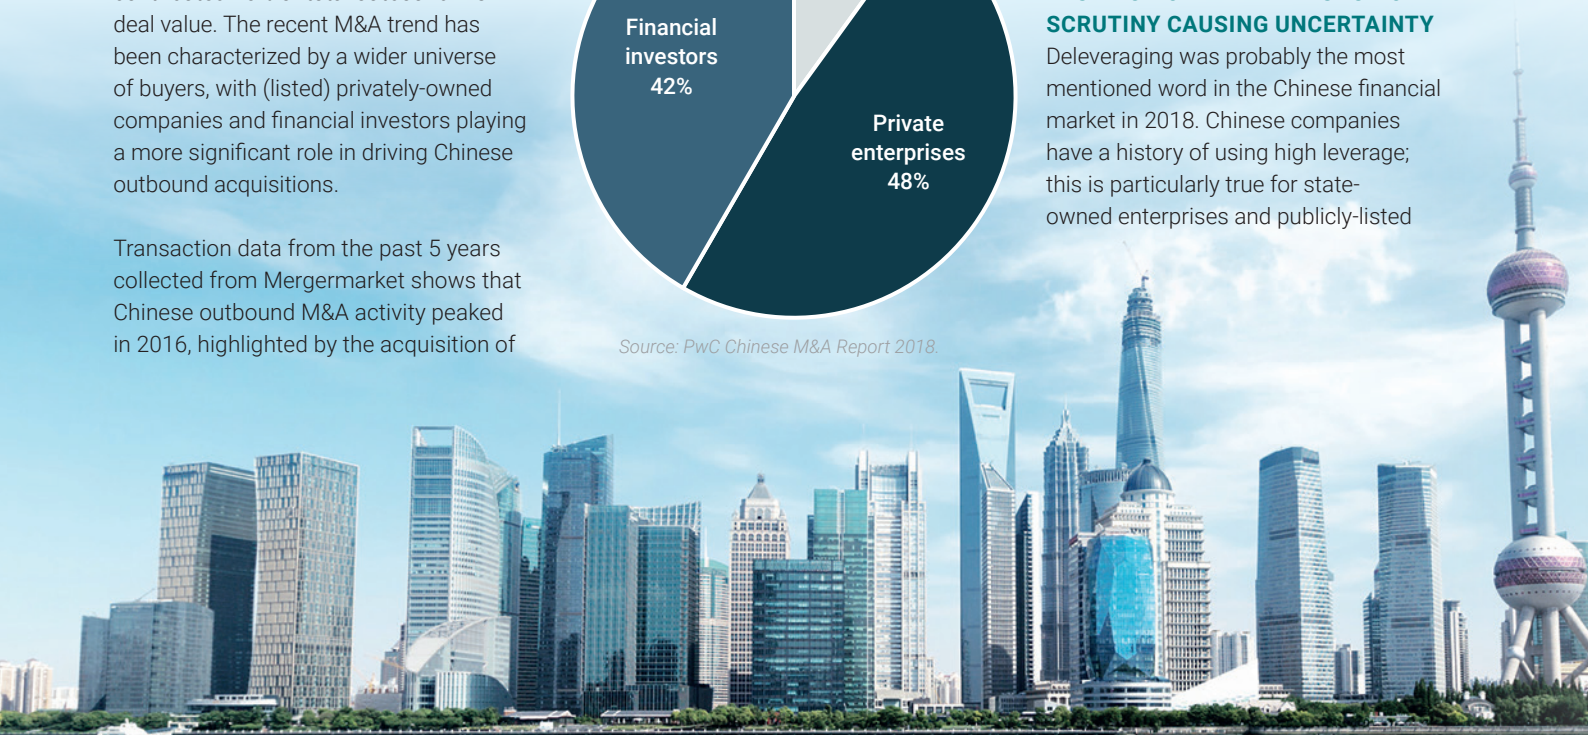 deal value. The recent M&A trend has
been characterized by a wider universe
of buyers, with (listed) privately-owned
companies and financial investors playing
a more significant role in driving Chinese
outbound acquisitions.
Transaction data from the past 5 years
collected from Mergermarket shows that
Chinese outbound M&A activity peaked
in 2016, highlighted by the acquisition of
Financial
investors
42%
Private
enterprises
48%
Source: PwC Chinese M&A Report 2018.
SCRUTINY CAUSING UNCERTAINTY
Deleveraging was probably the most
mentioned word in the Chinese financial
market in 2018. Chinese companies
have a history of using high leverage;
this is particularly true for state-
owned enterprises and publicly-listed